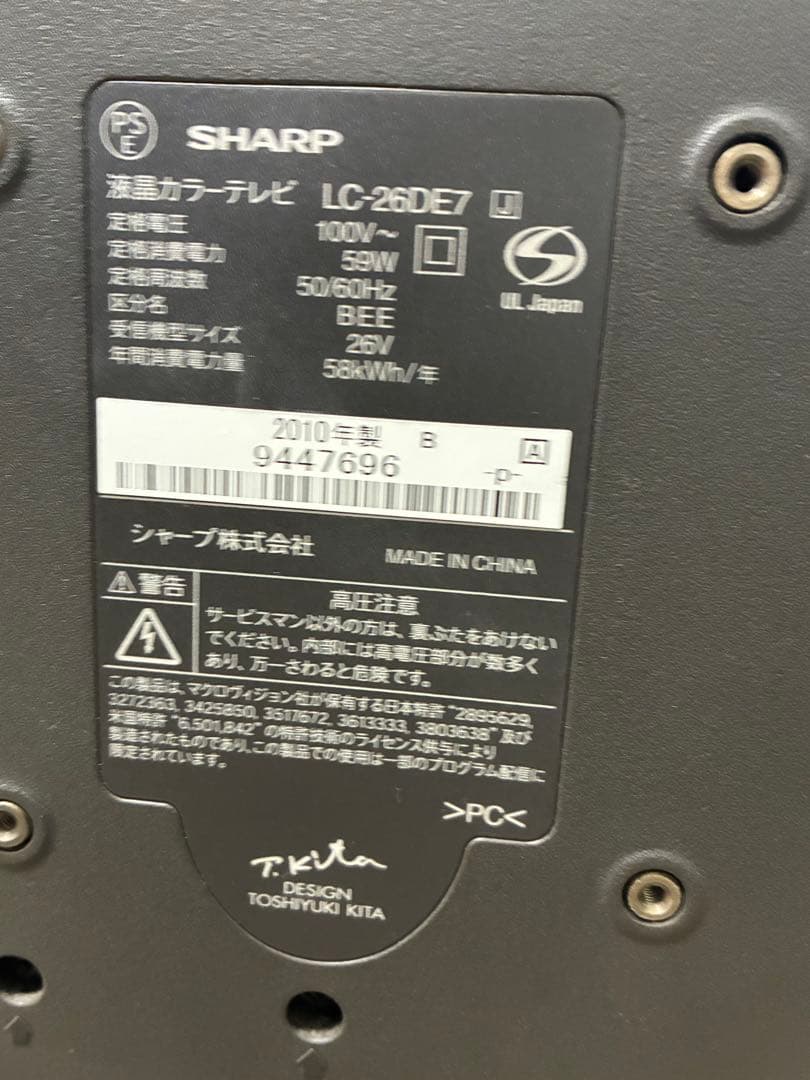 PS
E
SHARP
液晶カラーテレビ LC-26DE7 J
定格電圧 100V～
定格消費電力 59W
定格周波数 50/60Hz
区分名 BEE
受信機型サイズ 26V
年間消費電力量 58kWh/年
UL Japan
2010年製 B A
9447696 -p-
シャープ株式会社 MADE IN CHINA
警告
高圧注意
サービスマン以外の方は、裏ぶたをあけない
でください。内部には高電圧部分が数多く
あり、万一さわると危険です。
この製品は、マクロヴィジョン社が保有する日本特許 "2895629,
3272363, 3425850, 3517672, 3613333, 3803638" 及び
米国特許 "6,501,842" の特許技術のライセンス供与により
製造されたものであり、この製品での使用は一部のプログラム配信に
限定されています。
>PC<
T.Kita
DESIGN
TOSHIYUKI KITA